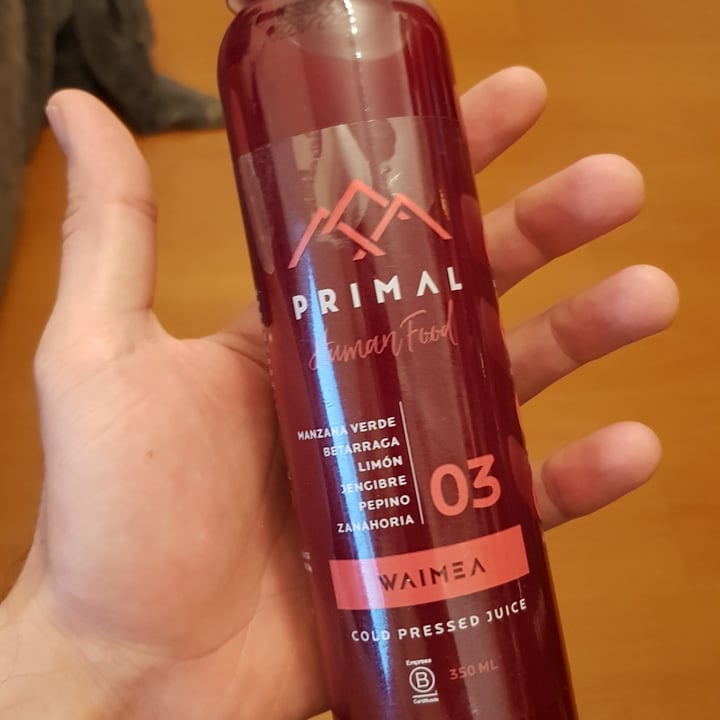 PRIMAL
Human Food
MANZANA VERDE
BETARRAGA
LIMÓN
JENGIBRE
PEPINO
ZANAHORIA
03
WAIMEA
COLD PRESSED JUICE
Empresa
B
Certificada
350 ML